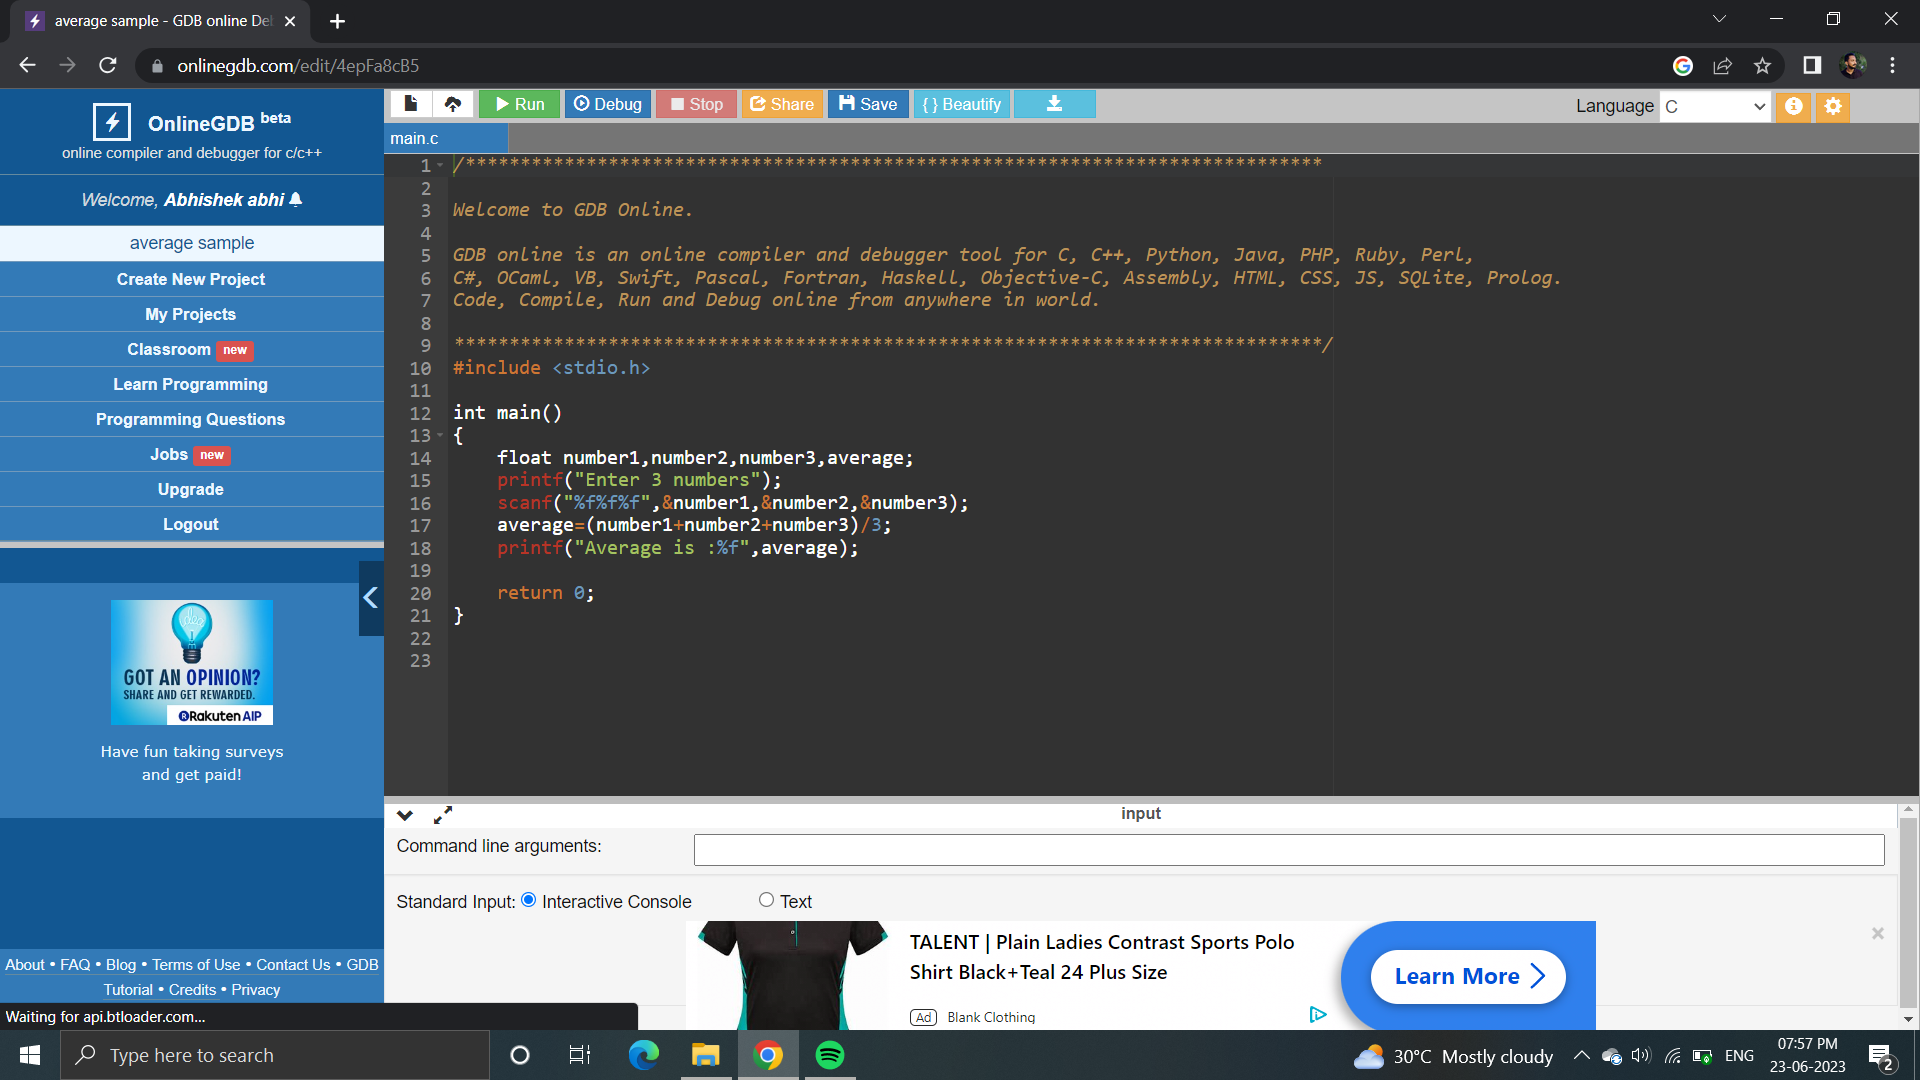 average sample - GDB online Del
onlinegdb.com/edit/4epFa8cB5
OnlineGDB beta
online compiler and debugger for c/c++
Welcome, Abhishek abhi
average sample
Create New Project
My Projects
Classroom new
Learn Programming
Programming Questions
Jobs new
Upgrade
Logout
idea
GOT AN OPINION?
SHARE AND GET REWARDED.
Rakuten AIP
Have fun taking surveys
and get paid!
About • FAQ • Blog • Terms of Use • Contact Us • GDB
Tutorial • Credits • Privacy
Waiting for api.btloader.com...
Run Debug Stop Share Save { } Beautify
Language C
main.c
1 /******************************************************************************
2
3 Welcome to GDB Online.
4
5 GDB online is an online compiler and debugger tool for C, C++, Python, Java, PHP, Ruby, Perl,
6 C#, OCaml, VB, Swift, Pascal, Fortran, Haskell, Objective-C, Assembly, HTML, CSS, JS, SQLite, Prolog.
7 Code, Compile, Run and Debug online from anywhere in world.
8
9 *******************************************************************************/
10 #include <stdio.h>
11
12 int main()
13 {
14     float number1,number2,number3,average;
15     printf("Enter 3 numbers");
16     scanf("%f%f%f",&number1,&number2,&number3);
17     average=(number1+number2+number3)/3;
18     printf("Average is :%f",average);
19
20     return 0;
21 }
22
23
input
Command line arguments:
Standard Input: Interactive Console Text
TALENT | Plain Ladies Contrast Sports Polo
Shirt Black+Teal 24 Plus Size
Ad Blank Clothing
Learn More
Type here to search
30°C Mostly cloudy
ENG
07:57 PM
23-06-2023
2